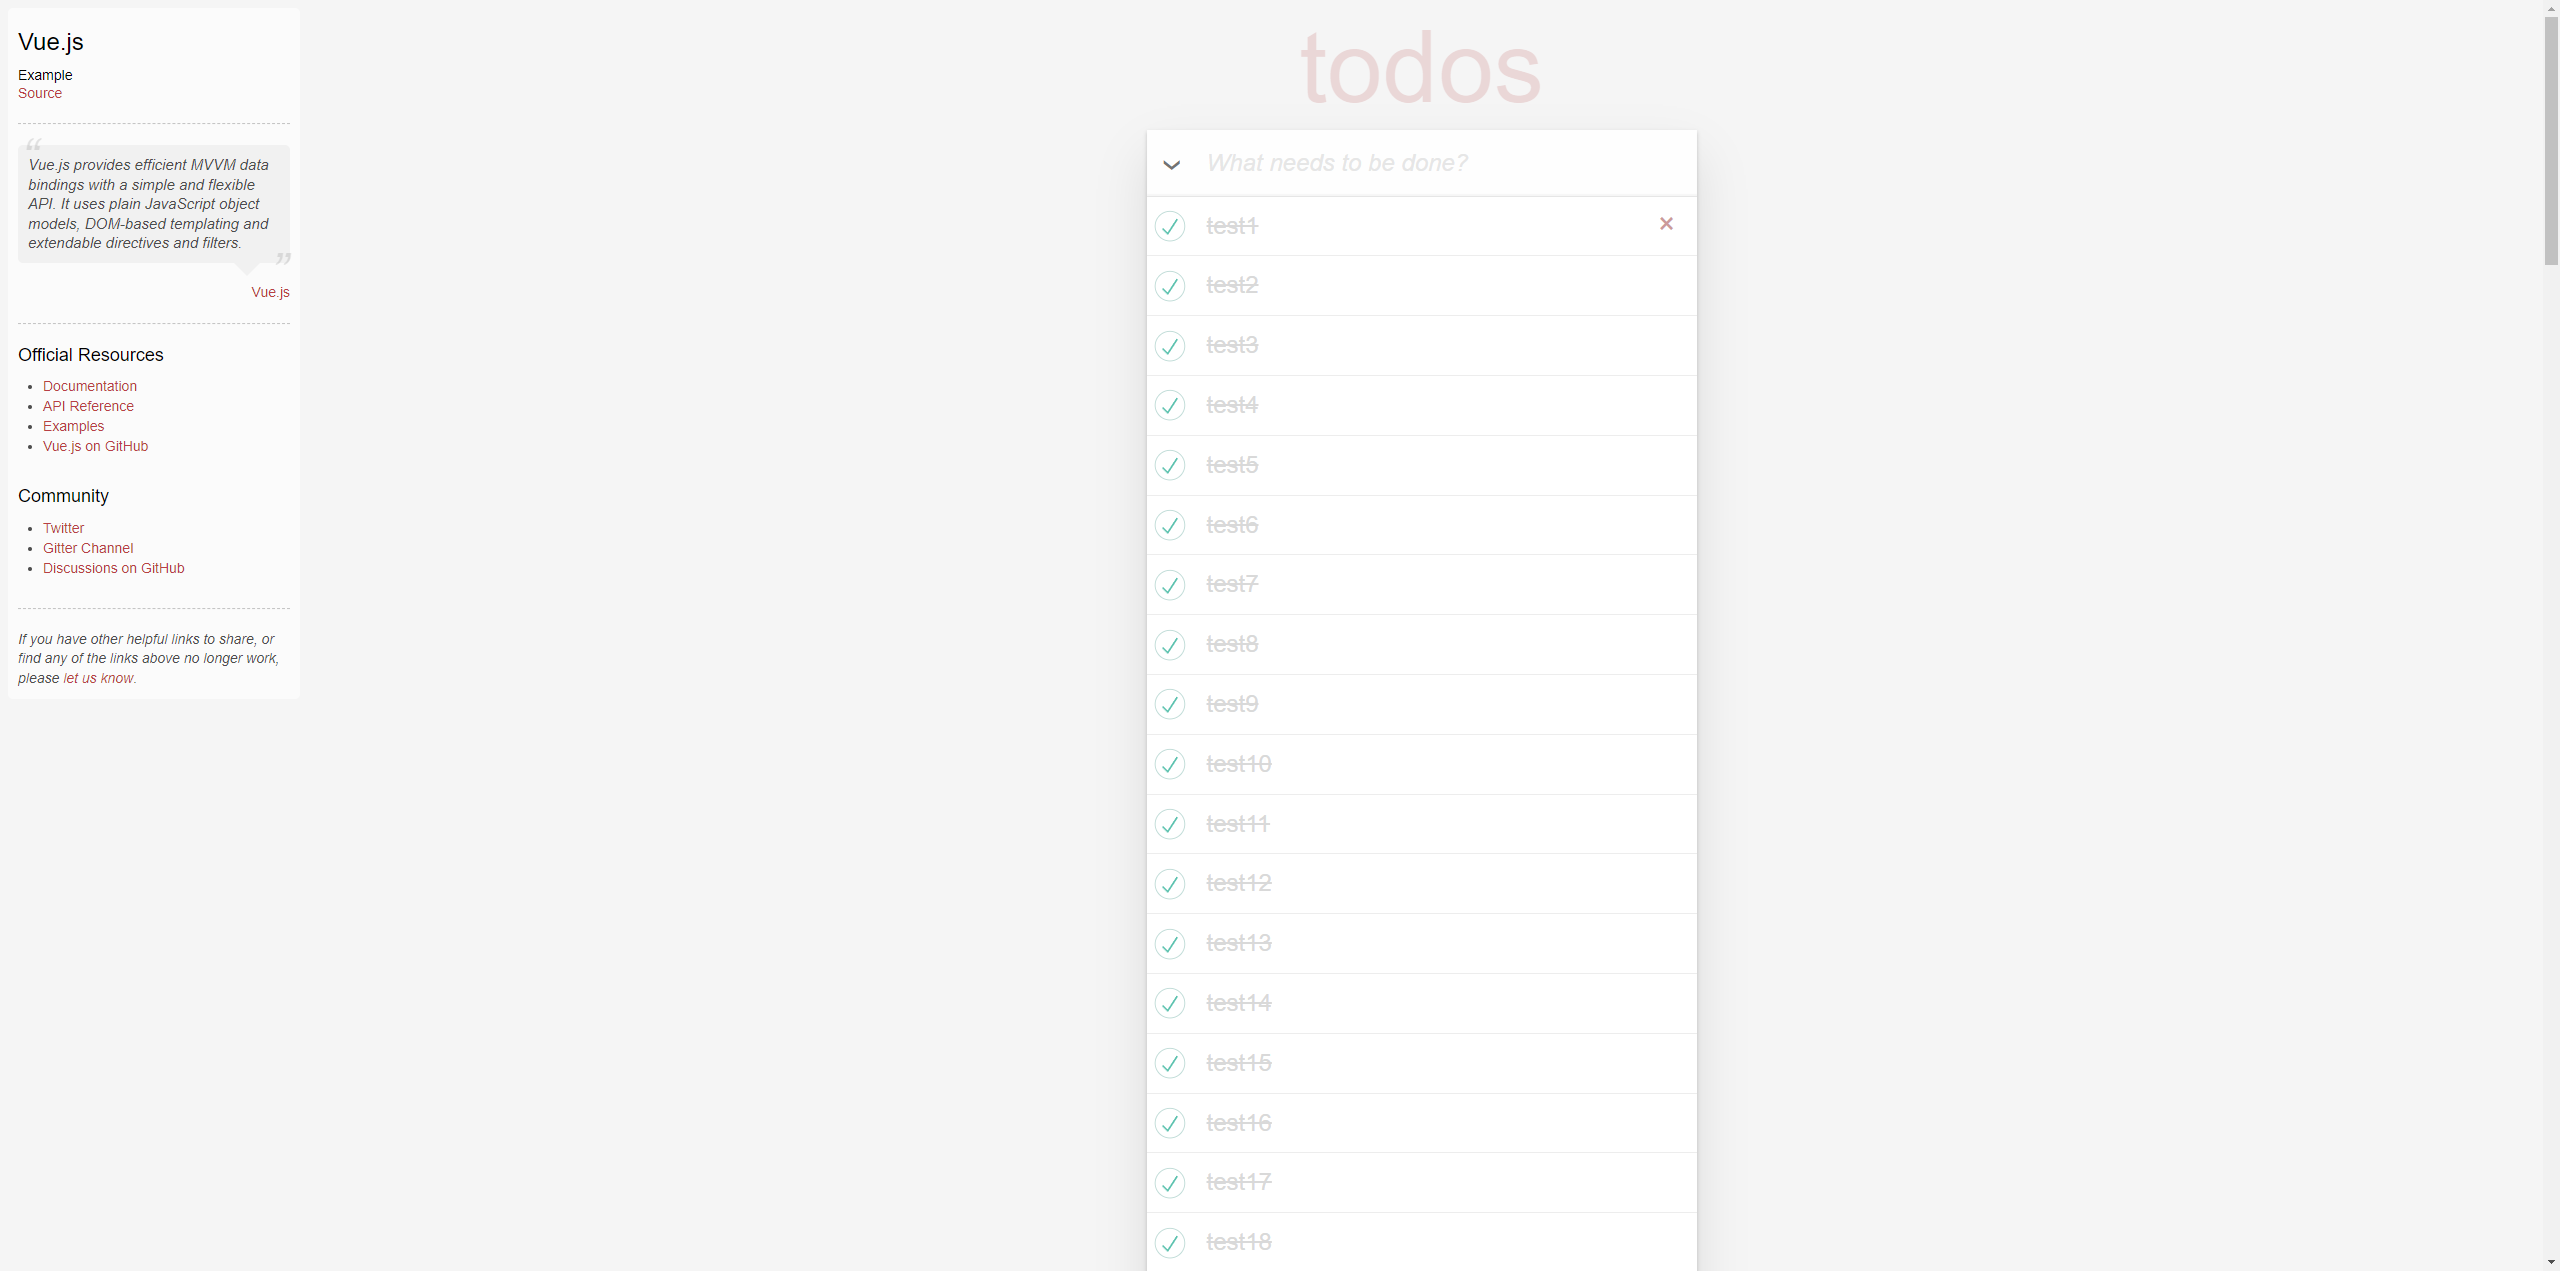 Vue.js
Example
Source
“
Vue.js provides efficient MVVM data
bindings with a simple and flexible
API. It uses plain JavaScript object
models, DOM-based templating and
extendable directives and filters.
”
Vue.js
Official Resources
Documentation
API Reference
Examples
Vue.js on GitHub
Community
Twitter
Gitter Channel
Discussions on GitHub
If you have other helpful links to share, or
find any of the links above no longer work,
please let us know.
todos
What needs to be done?
test1 ×
test2
test3
test4
test5
test6
test7
test8
test9
test10
test11
test12
test13
test14
test15
test16
test17
test18